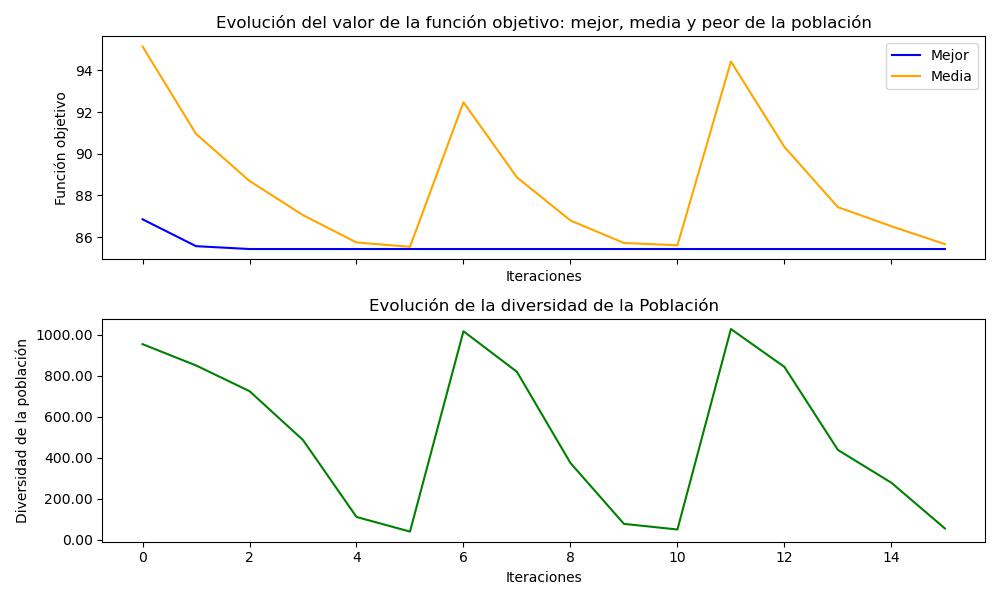 Evolución del valor de la función objetivo: mejor, media y peor de la población
Mejor
Media
Función objetivo
94
92
90
88
86
Iteraciones
Evolución de la diversidad de la Población
Diversidad de la población
1000.00
800.00
600.00
400.00
200.00
0.00
0 2 4 6 8 10 12 14
Iteraciones